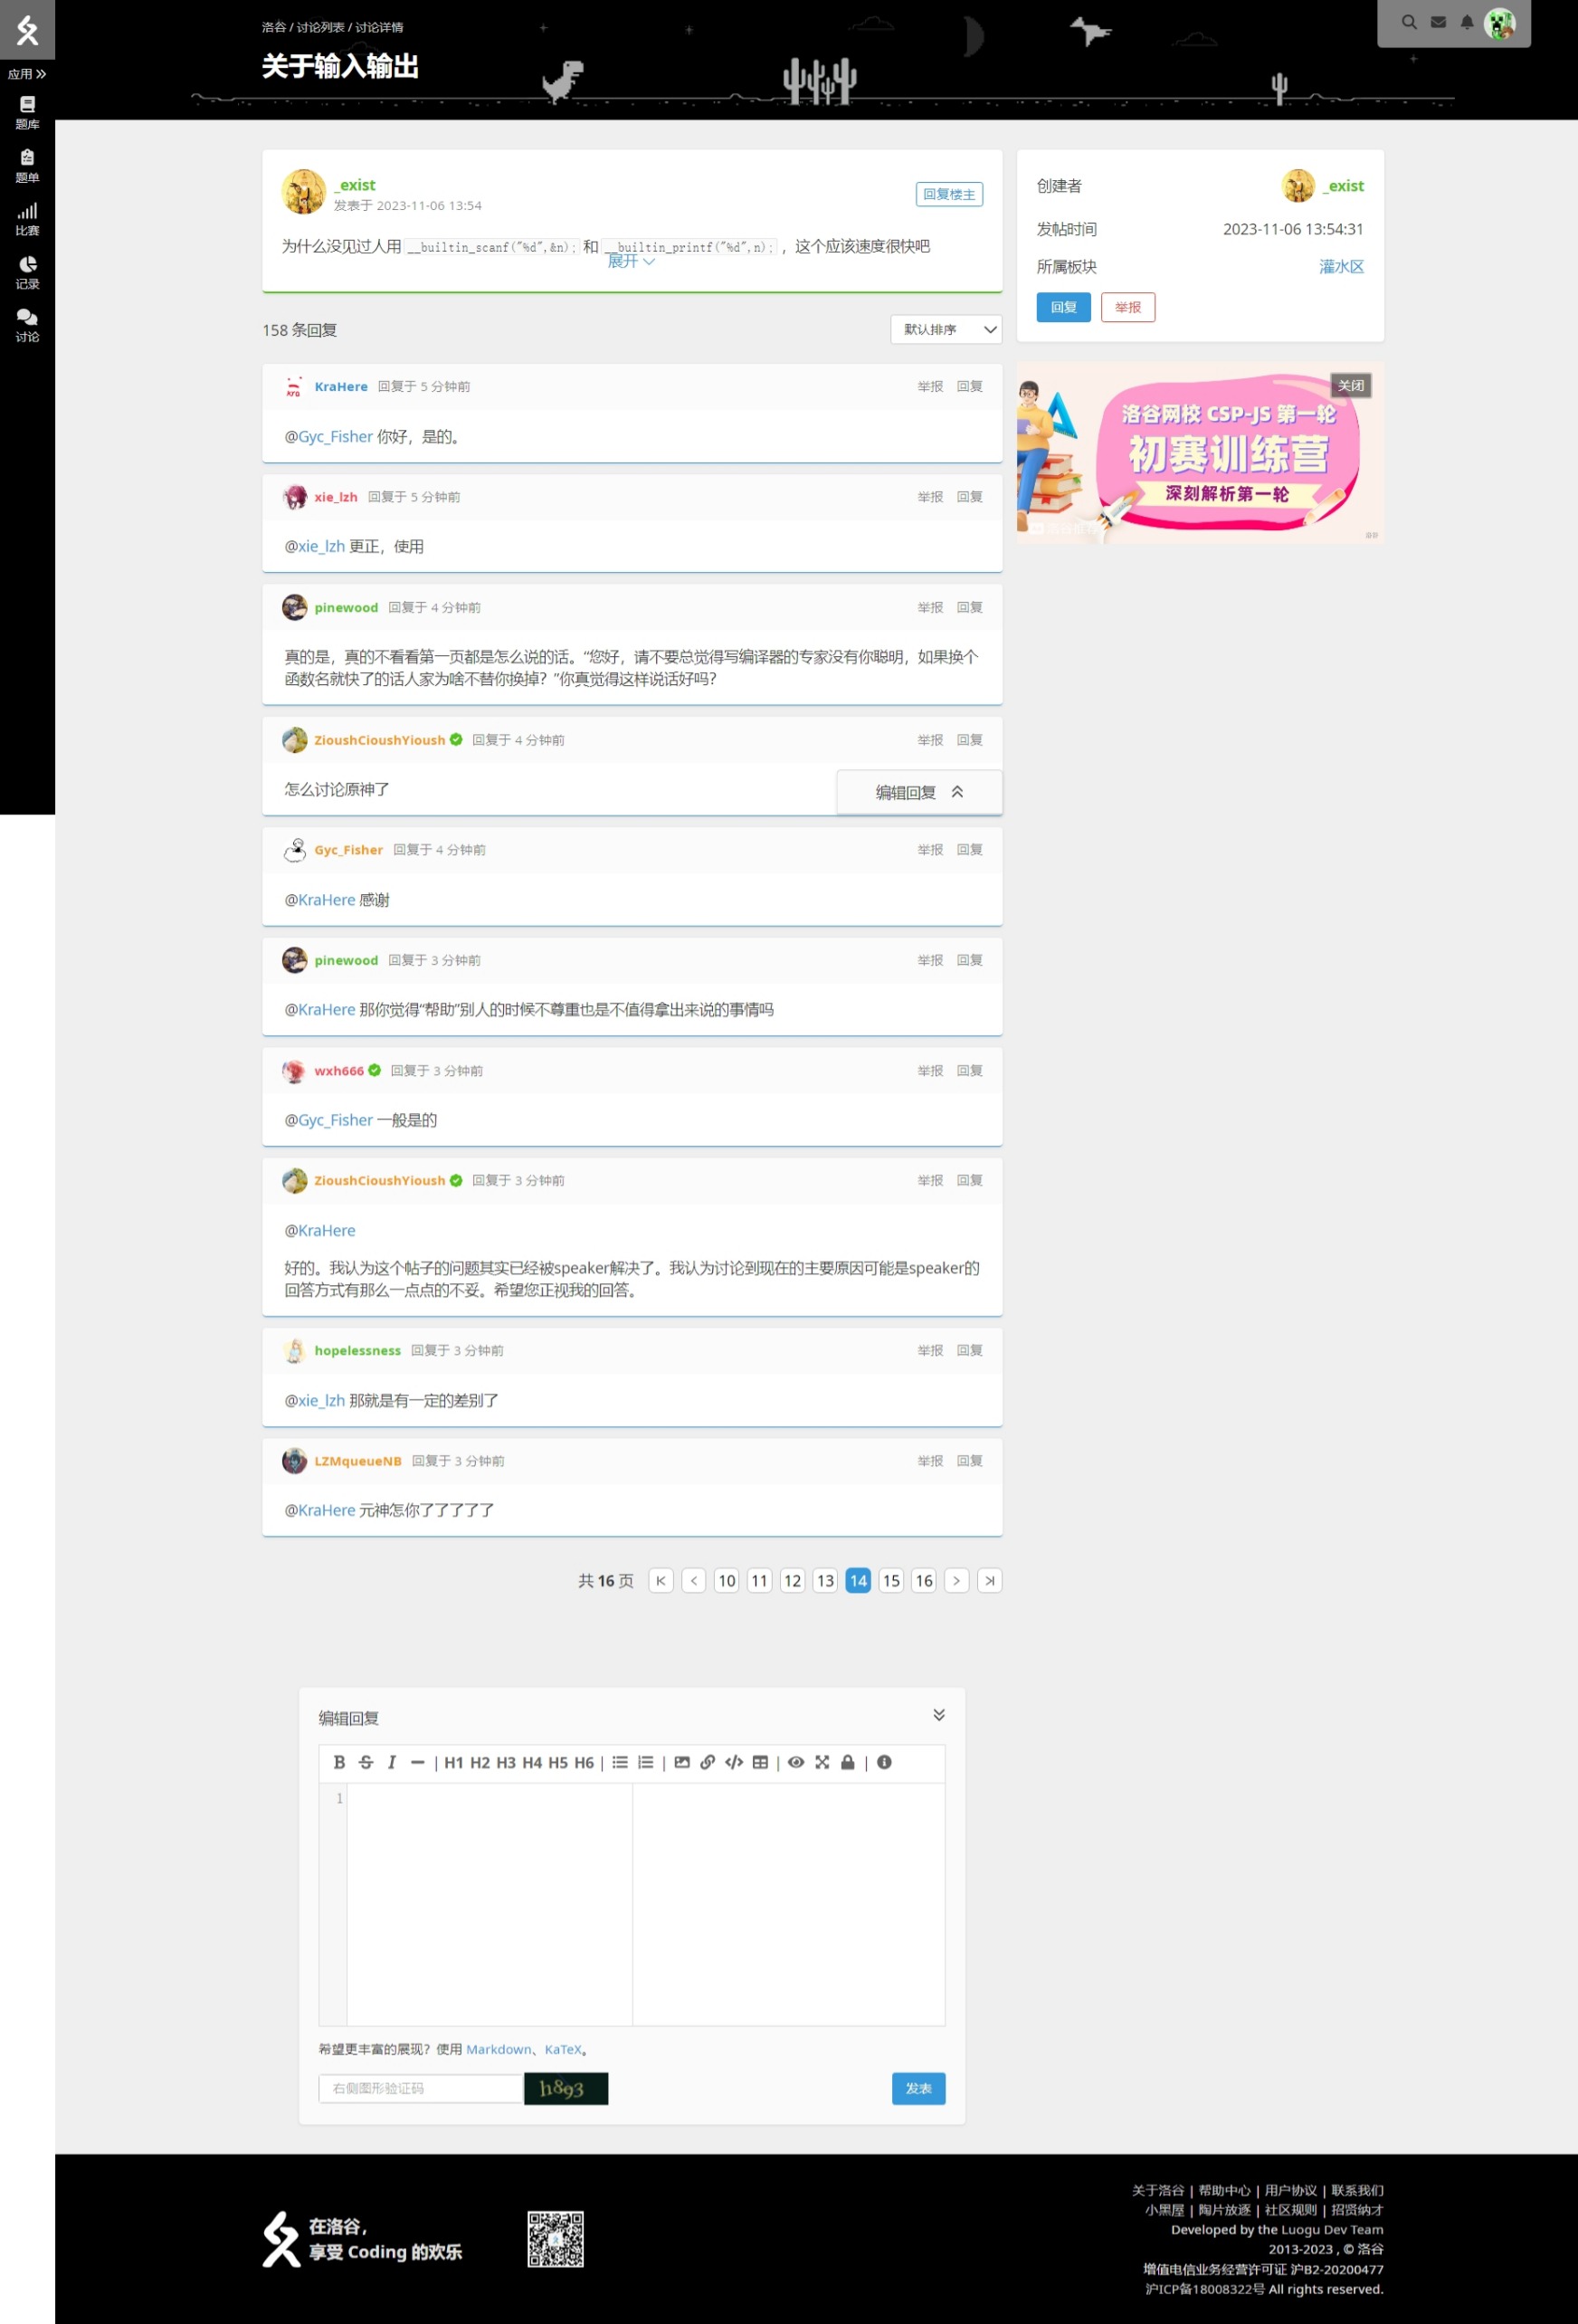 洛谷 / 讨论列表 / 讨论详情
关于输入输出
应用
题库
题单
比赛
记录
讨论
_exist
发表于 2023-11-06 13:54
回复楼主
为什么没见过人用 __builtin_scanf("%d",&n); 和 __builtin_printf("%d",n); ，这个应该速度很快吧
展开
创建者
_exist
发帖时间
2023-11-06 13:54:31
所属板块
灌水区
回复
举报
158 条回复
默认排序
关闭
洛谷网校 CSP-JS 第一轮
初赛训练营
深刻解析第一轮
KraHere 回复于 5 分钟前 举报 回复
@Gyc_Fisher 你好，是的。
xie_lzh 回复于 5 分钟前 举报 回复
@xie_lzh 更正，使用
pinewood 回复于 4 分钟前 举报 回复
真的是，真的不看看第一页都是怎么说的话。“您好，请不要总觉得写编译器的专家没有你聪明，如果换个
函数名就快了的话人家为啥不替你换掉？”你真觉得这样说话好吗？
ZioushCioushYioush 回复于 4 分钟前 举报 回复
怎么讨论原神了
编辑回复
Gyc_Fisher 回复于 4 分钟前 举报 回复
@KraHere 感谢
pinewood 回复于 3 分钟前 举报 回复
@KraHere 那你觉得“帮助”别人的时候不尊重也是不值得拿出来说的事情吗
wxh666 回复于 3 分钟前 举报 回复
@Gyc_Fisher 一般是的
ZioushCioushYioush 回复于 3 分钟前 举报 回复
@KraHere
好的。我认为这个帖子的问题其实已经被speaker解决了。我认为讨论到现在的主要原因可能是speaker的
回答方式有那么一点点的不妥。希望您正视我的回答。
hopelessness 回复于 3 分钟前 举报 回复
@xie_lzh 那就是有一定的差别了
LZMqueueNB 回复于 3 分钟前 举报 回复
@KraHere 元神怎你了了了了了
共 16 页 10 11 12 13 14 15 16
编辑回复
B S I — | H1 H2 H3 H4 H5 H6 | | |
1
希望更丰富的展现？使用 Markdown、KaTeX。
右侧图形验证码
h893
发表
在洛谷，
享受 Coding 的欢乐
关于洛谷 | 帮助中心 | 用户协议 | 联系我们
小黑屋 | 陶片放逐 | 社区规则 | 招贤纳才
Developed by the Luogu Dev Team
2013-2023 , © 洛谷
增值电信业务经营许可证 沪B2-20200477
沪ICP备18008322号 All rights reserved.